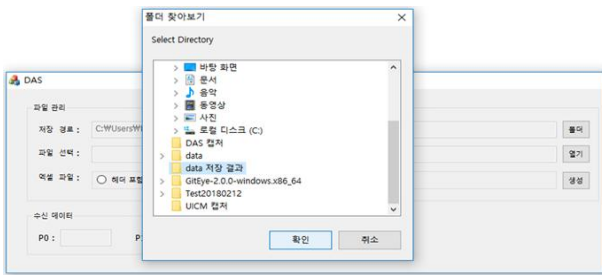 폴더 찾아보기
Select Directory
바탕 화면
문서
음악
동영상
사진
로컬 디스크 (C:)
DAS 캡처
data
data 저장 결과
GitEye-2.0.0-windows.x86_64
Test20180212
UICM 캡쳐
확인
취소
DAS
파일 관리
저장 경로 :
C:₩Users₩
폴더
파일 선택 :
열기
엑셀 파일 :
헤더 포함
생성
수신 데이터
P0 :